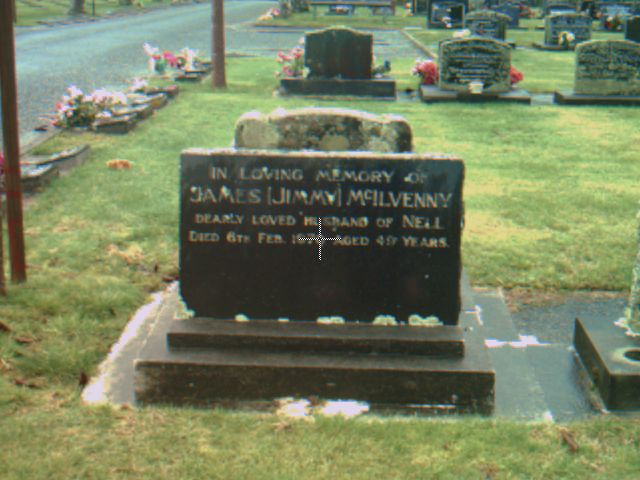 IN LOVING MEMORY OF
JAMES (JIMMY) McILVENNY
DEARLY LOVED HUSBAND OF NELL
DIED 6TH FEB. AGED 49 YEARS.